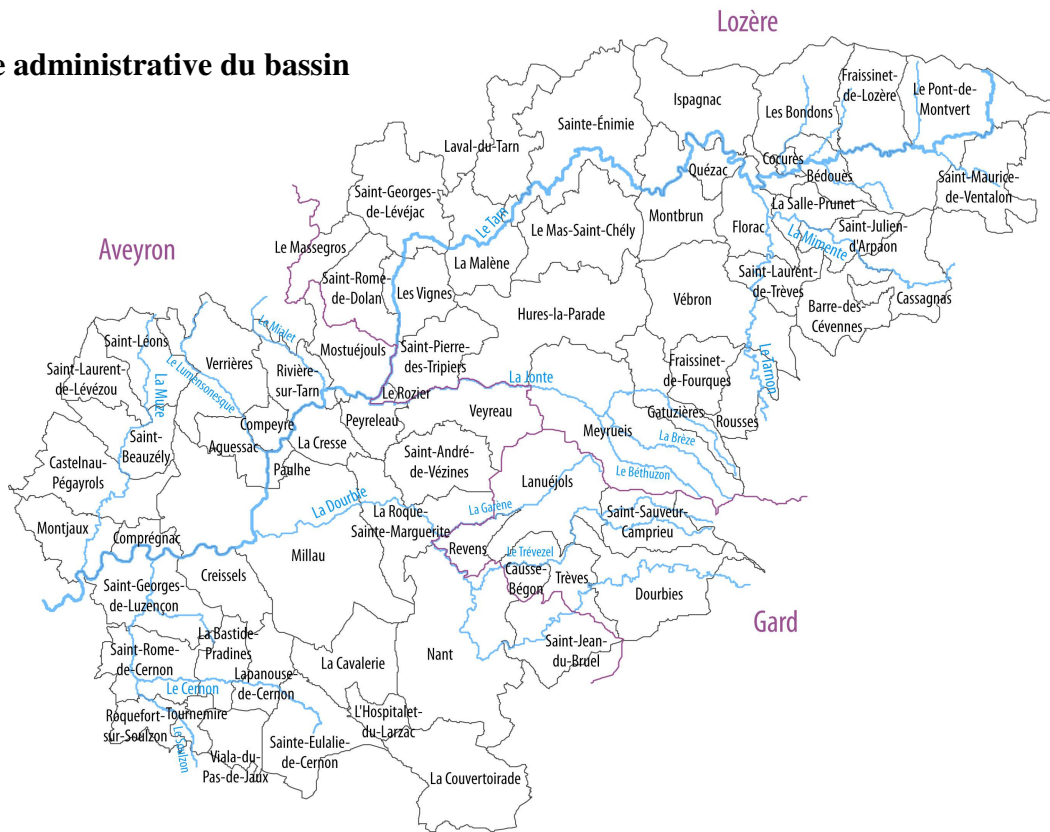 Lozère
e administrative du bassin
Fraissinet-
de-Lozère
Le Pont-de-
Montvert
Ispagnac
Les Bondons
Sainte-Énimie
Laval-du-Tarn
Cocurès
Quézac
Bédouès
Saint-Maurice-
de-Ventalon
Saint-Georges-
de-Lévéjac
La Salle-Prunet
Montbrun
Le Tarn
Florac
Saint-Julien-
d'Arpaon
Le Mas-Saint-Chély
La Mimente
Le Massegros
Aveyron
La Malène
Saint-Rome-
de-Dolan
Saint-Laurent-
de-Trèves
Les Vignes
Vébron
Cassagnas
Barre-des-
Cévennes
Hures-la-Parade
La Mialet
Saint-Léons
Mostuéjouls
Saint-Pierre-
des-Tripiers
Verrières
Fraissinet-
de-Fourques
Le Tarnon
Saint-Laurent-
de-Lévézou
La Muze
Le Lumensonesque
Rivière-
sur-Tarn
La Jonte
Le Rozier
Veyreau
Gatuzières
Rousses
Peyreleau
Compeyre
Meyrueis
La Brèze
Saint-
Beauzély
Aguessac
La Cresse
Saint-André-
de-Vézines
Castelnau-
Pégayrols
Paulhe
Le Béthuzon
Lanuéjols
La Dourbie
La Garène
La Roque-
Sainte-Marguerite
Saint-Sauveur-
Camprieu
Montjaux
Comprégnac
Millau
Revens
Le Trévezel
Causse-
Bégon
Trèves
Creissels
Saint-Georges-
de-Luzençon
Dourbies
Gard
La Bastide-
Pradines
Saint-Jean-
du-Bruel
Saint-Rome-
de-Cernon
Nant
La Cavalerie
Lapanouse-
de-Cernon
Le Cernon
L'Hospitalet-
du-Larzac
Roquefort-
sur-Soulzon
Tournemire
Le Soulzon
Sainte-Eulalie-
de-Cernon
Viala-du-
Pas-de-Jaux
La Couvertoirade